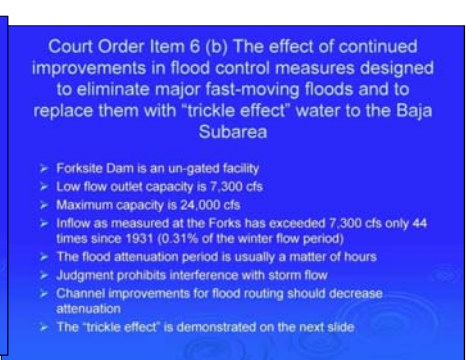 Court Order Item 6 (b) The effect of continued
improvements in flood control measures designed
to eliminate major fast-moving floods and to
replace them with “trickle effect” water to the Baja
Subarea
➢ Forksite Dam is an un-gated facility
➢ Low flow outlet capacity is 7,300 cfs
➢ Maximum capacity is 24,000 cfs
➢ Inflow as measured at the Forks has exceeded 7,300 cfs only 44
times since 1931 (0.31% of the winter flow period)
➢ The flood attenuation period is usually a matter of hours
➢ Judgment prohibits interference with storm flow
➢ Channel improvements for flood routing should decrease
attenuation
➢ The “trickle effect” is demonstrated on the next slide